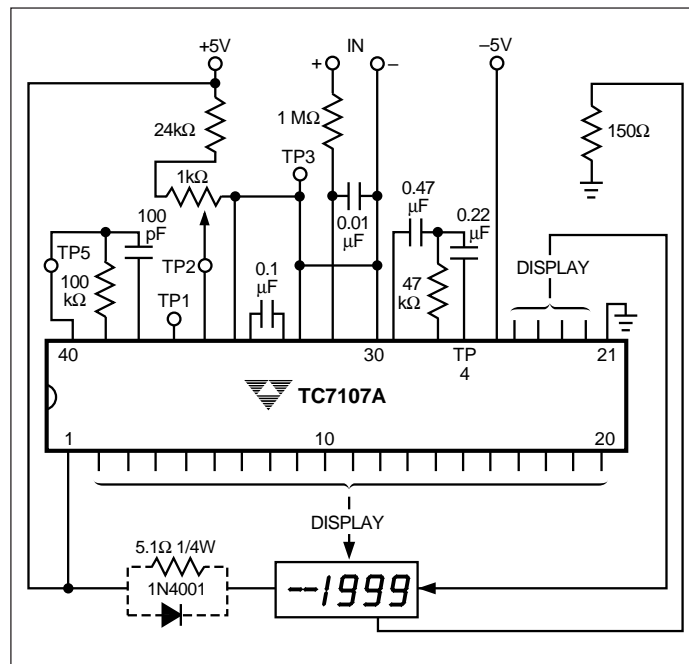 +5V
IN
–5V
+
–
24kΩ
1 MΩ
150Ω
TP3
1kΩ
0.47
µF
0.22
µF
100
pF
0.01
µF
TP5
TP2
DISPLAY
100
kΩ
0.1
µF
47
kΩ
TP1
40
30
TP
4
21
TC7107A
1
10
20
DISPLAY
5.1Ω 1/4W
1N4001
--1999